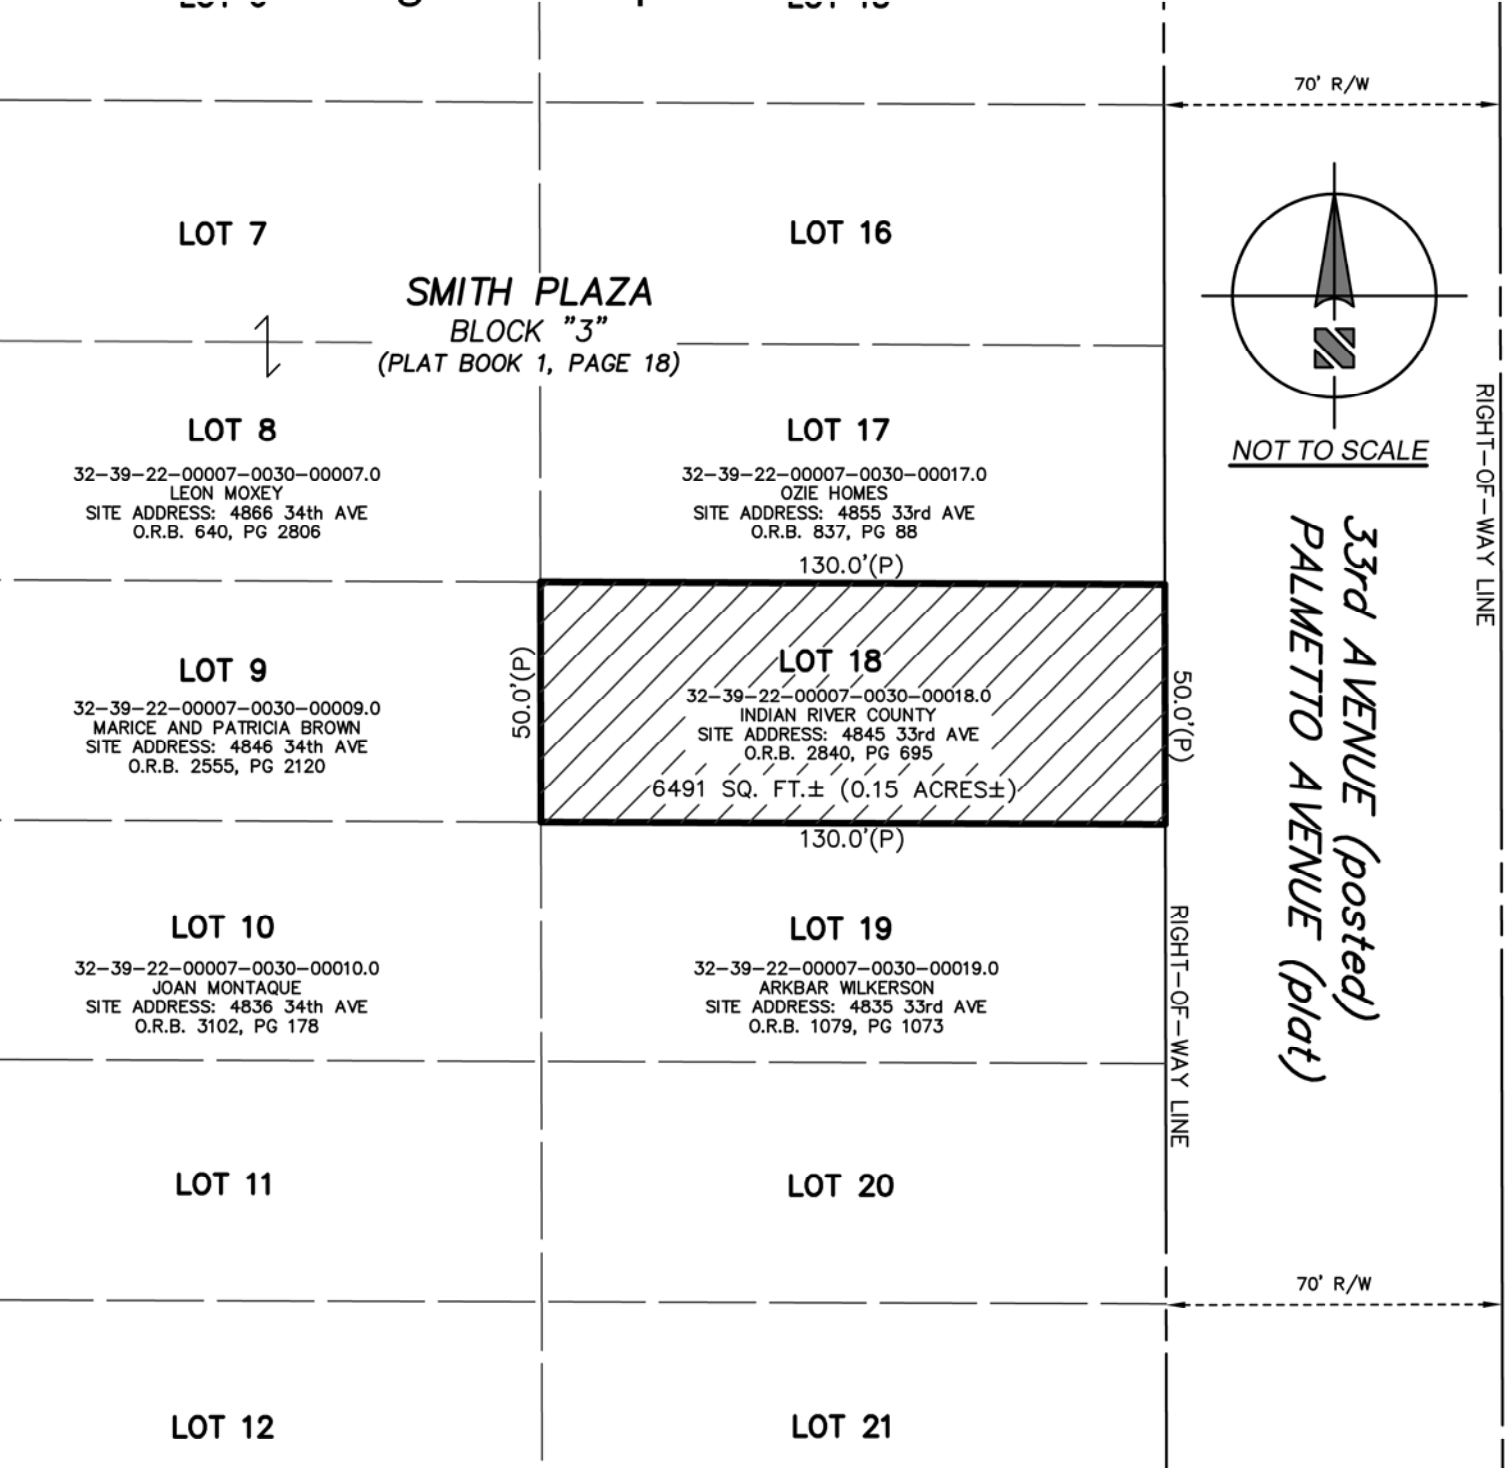 70' R/W
LOT 7
LOT 16
SMITH PLAZA
BLOCK "3"
(PLAT BOOK 1, PAGE 18)
N
NOT TO SCALE
LOT 8
32-39-22-00007-0030-00007.0
LEON MOXEY
SITE ADDRESS: 4866 34th AVE
O.R.B. 640, PG 2806
LOT 17
32-39-22-00007-0030-00017.0
OZIE HOMES
SITE ADDRESS: 4855 33rd AVE
O.R.B. 837, PG 88
130.0'(P)
RIGHT-OF-WAY LINE
33rd AVENUE (posted)
PALMETTO AVENUE (plat)
LOT 9
32-39-22-00007-0030-00009.0
MARICE AND PATRICIA BROWN
SITE ADDRESS: 4846 34th AVE
O.R.B. 2555, PG 2120
50.0'(P)
LOT 18
32-39-22-00007-0030-00018.0
INDIAN RIVER COUNTY
SITE ADDRESS: 4845 33rd AVE
O.R.B. 2840, PG 695
6491 SQ. FT.± (0.15 ACRES±)
50.0'(P)
130.0'(P)
LOT 10
32-39-22-00007-0030-00010.0
JOAN MONTAQUE
SITE ADDRESS: 4836 34th AVE
O.R.B. 3102, PG 178
LOT 19
32-39-22-00007-0030-00019.0
ARKBAR WILKERSON
SITE ADDRESS: 4835 33rd AVE
O.R.B. 1079, PG 1073
RIGHT-OF-WAY LINE
LOT 11
LOT 20
70' R/W
LOT 12
LOT 21